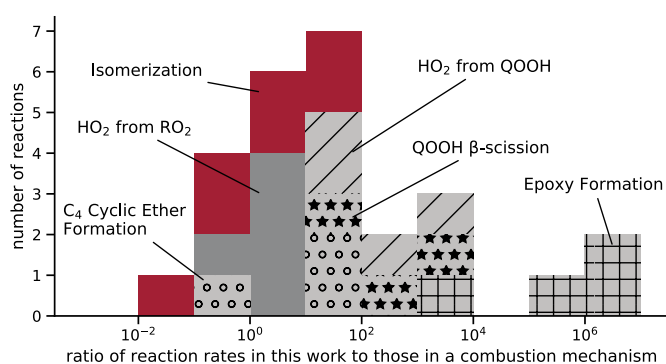 7
6
5
4
3
2
1
0
number of reactions
Isomerization
HO₂ from RO₂
C₄ Cyclic Ether
Formation
HO₂ from QOOH
QOOH β-scission
Epoxy Formation
10⁻²
10⁰
10²
10⁴
10⁶
ratio of reaction rates in this work to those in a combustion mechanism